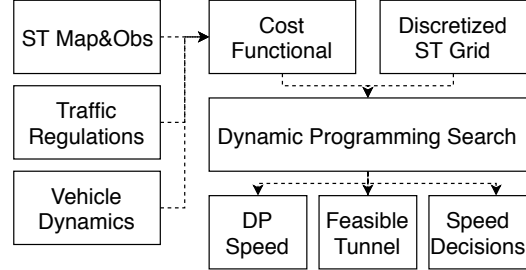 ST Map&Obs
Traffic
Regulations
Vehicle
Dynamics
Cost
Functional
Discretized
ST Grid
Dynamic Programming Search
DP
Speed
Feasible
Tunnel
Speed
Decisions